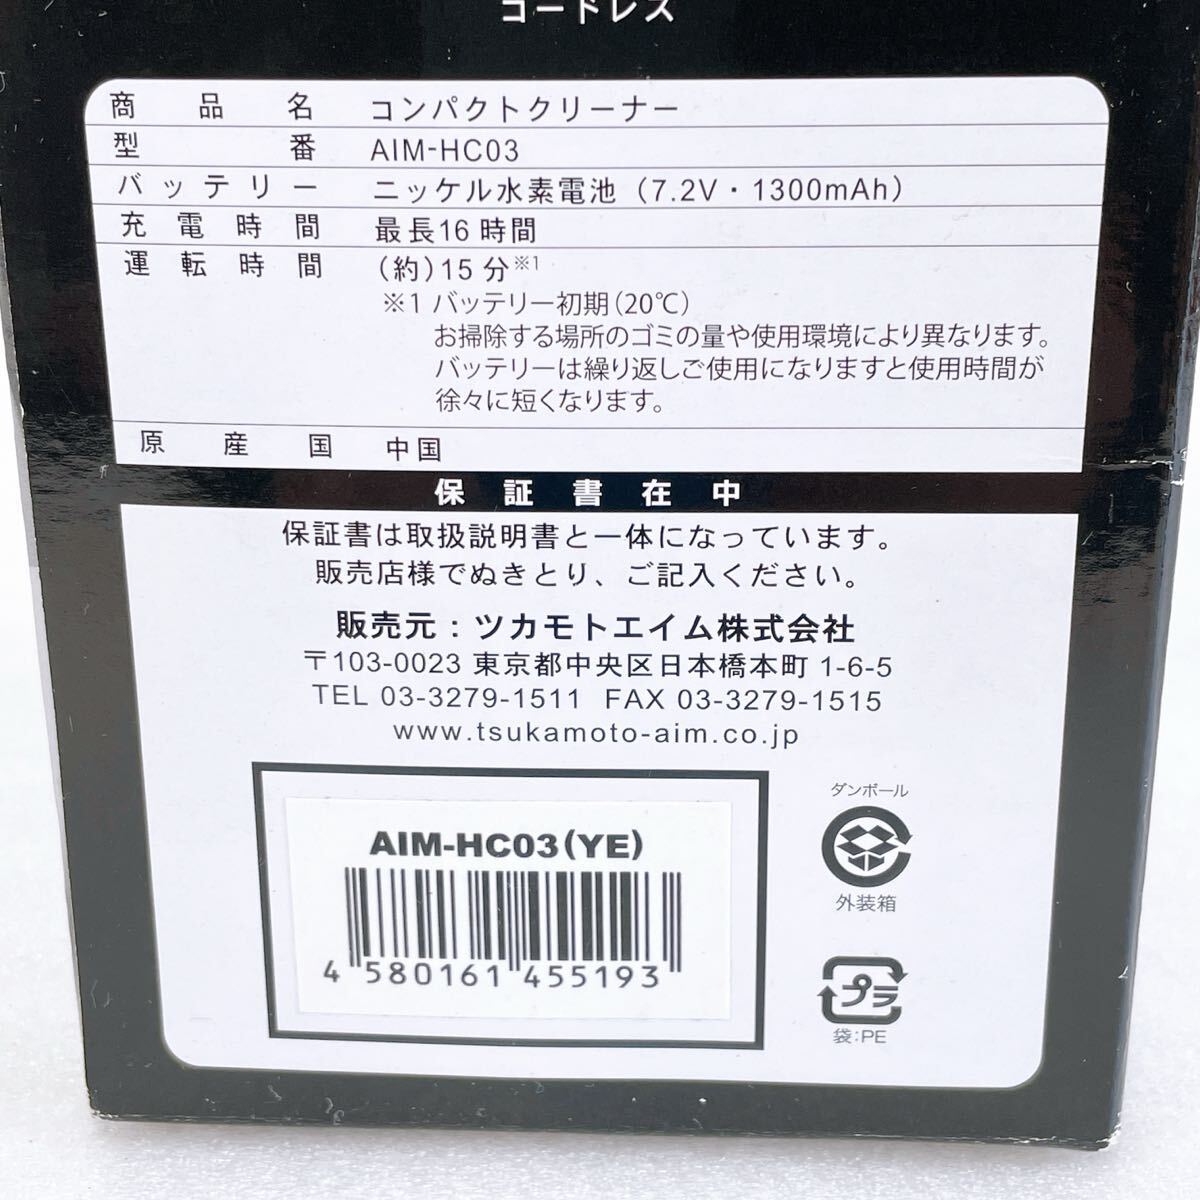 コードレス
商品名 コンパクトクリーナー
型番 AIM-HC03
バッテリー ニッケル水素電池（7.2V・1300mAh）
充電時間 最長16時間
運転時間 (約)15分※1
※1 バッテリー初期(20℃)
お掃除する場所のゴミの量や使用環境により異なります。
バッテリーは繰り返しご使用になりますと使用時間が
徐々に短くなります。
原産国 中国
保証書在中
保証書は取扱説明書と一体になっています。
販売店様でぬきとり、ご記入ください。
販売元：ツカモトエイム株式会社
〒103-0023 東京都中央区日本橋本町 1-6-5
TEL 03-3279-1511 FAX 03-3279-1515
www.tsukamoto-aim.co.jp
AIM-HC03(YE)
4 580161 455193
ダンボール
外装箱
プラ
袋:PE